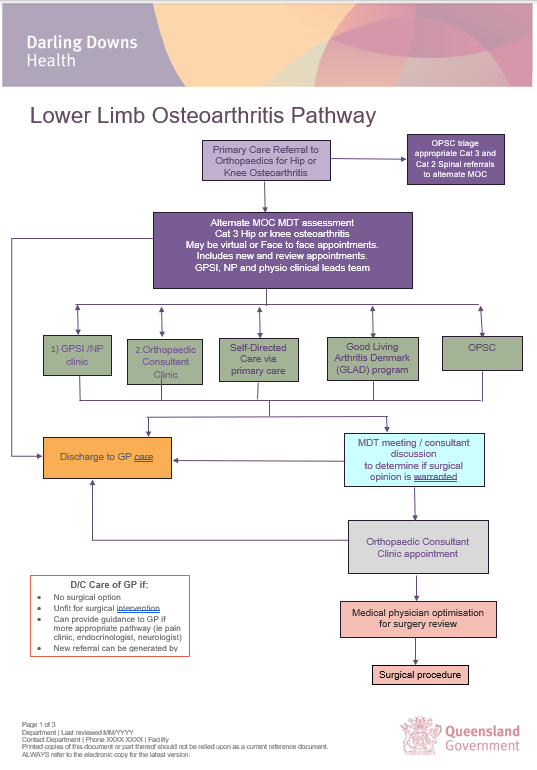 Darling Downs
Health
Lower Limb Osteoarthritis Pathway
Primary Care Referral to
Orthopaedics for Hip or
Knee Osteoarthritis
OPSC triage
appropriate Cat 3 and
Cat 2 Spinal referrals
to alternate MOC
Alternate MOC MDT assessment
Cat 3 Hip or knee osteoarthritis
May be virtual or Face to face appointments.
Includes new and review appointments.
GPSI, NP and physio clinical leads team
1) GPSI /NP
clinic
2.Orthopaedic
Consultant
Clinic
Self-Directed
Care via
primary care
Good Living
Arthritis Denmark
(GLAD) program
OPSC
Discharge to GP care
MDT meeting / consultant
discussion
to determine if surgical
opinion is warranted
Orthopaedic Consultant
Clinic appointment
D/C Care of GP if:
• No surgical option
• Unfit for surgical intervention
• Can provide guidance to GP if
more appropriate pathway (ie pain
clinic, endocrinologist, neurologist)
• New referral can be generated by
Medical physician optimisation
for surgery review
Surgical procedure
Page 1 of 3
Department | Last reviewed MM/YYYY
Contact Department | Phone XXXX XXXX | Facility
Printed copies of this document or part thereof should not be relied upon as a current reference document.
ALWAYS refer to the electronic copy for the latest version.
Queensland
Government